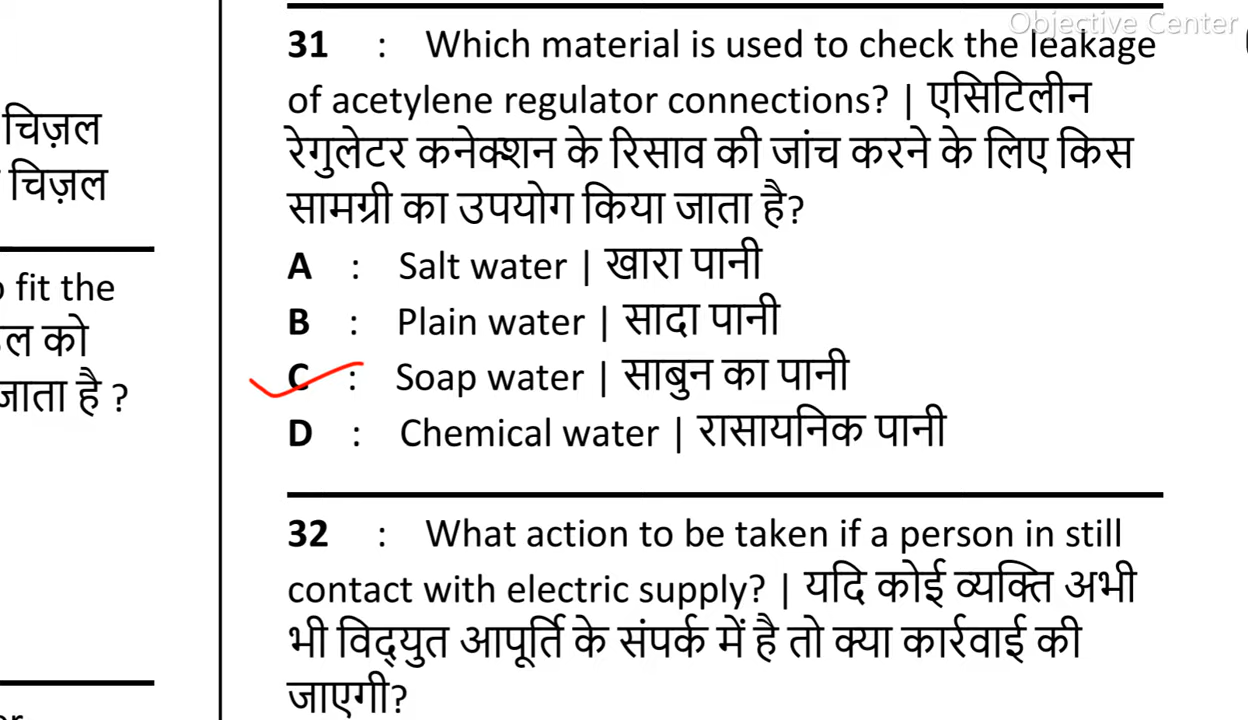 Objective Center
चिज़ल
चिज़ल
fit the
को
जाता है ?
31 : Which material is used to check the leakage
of acetylene regulator connections? | एसिटिलीन
रेगुलेटर कनेक्शन के रिसाव की जांच करने के लिए किस
सामग्री का उपयोग किया जाता है?
A : Salt water | खारा पानी
B : Plain water | सादा पानी
C : Soap water | साबुन का पानी
D : Chemical water | रासायनिक पानी
32 : What action to be taken if a person in still
contact with electric supply? | यदि कोई व्यक्ति अभी
भी विद्युत आपूर्ति के संपर्क में है तो क्या कार्रवाई की
जाएगी?